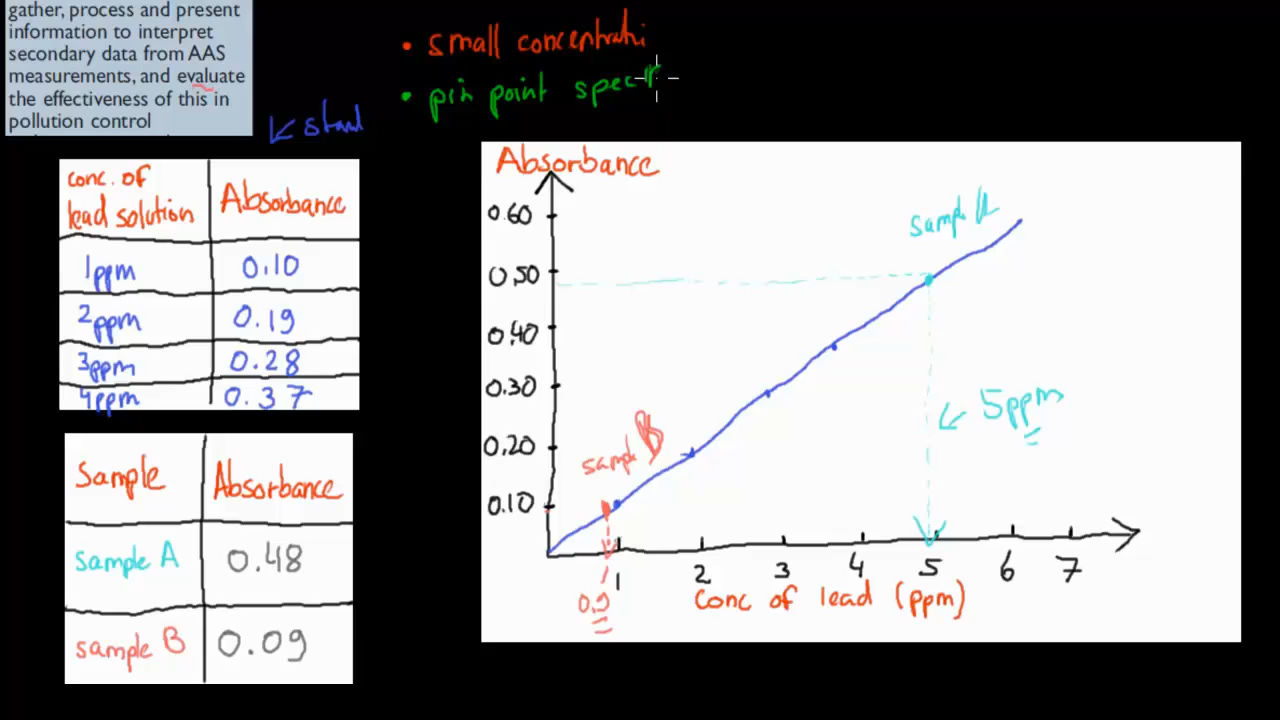 gather, process and present
information to interpret
secondary data from AAS
measurements, and evaluate
the effectiveness of this in
pollution control
• small concentrati
• pin point spect
stand
conc. of
lead solution
Absorbance
1ppm
0.10
2ppm
0.19
3ppm
0.28
4ppm
0.37
Sample
Absorbance
sample A
0.48
sample B
0.09
Absorbance
0.60
0.50
0.40
0.30
0.20
0.10
sample A
sample B
5ppm
1 2 3 4 5 6 7
0.9
Conc of lead (ppm)